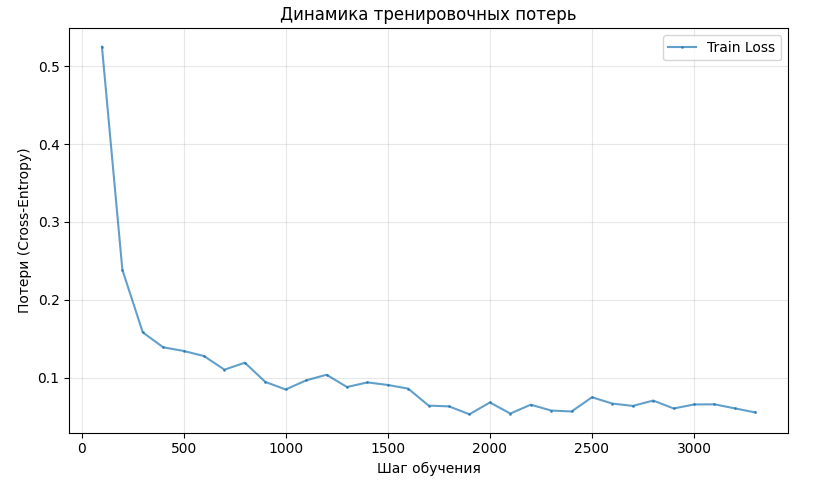 Динамика тренировочных потерь
Train Loss
Потери (Cross-Entropy)
0.5
0.4
0.3
0.2
0.1
0 500 1000 1500 2000 2500 3000
Шаг обучения